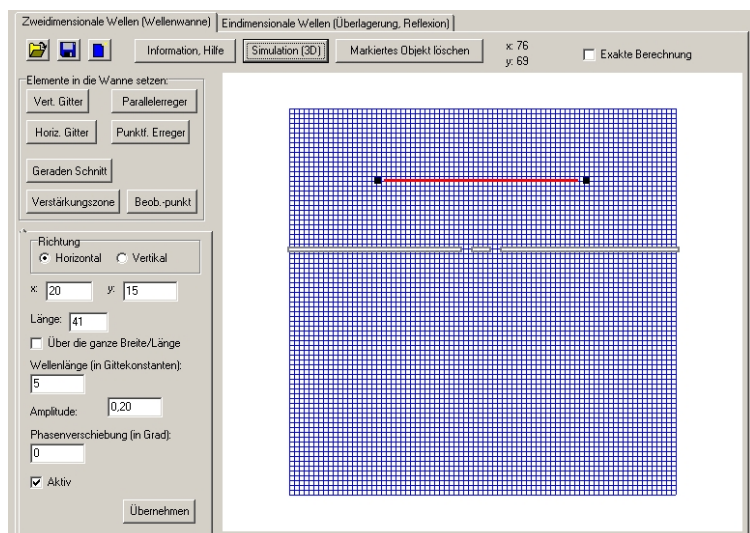 Zweidimensionale Wellen (Wellenwanne) Eindimensionale Wellen (Überlagerung, Reflexion)
Information, Hilfe Simulation (3D) Markiertes Objekt löschen x: 76 Exakte Berechnung
y: 69
Elemente in die Wanne setzen:
Vert. Gitter Parallelerreger
Horiz. Gitter Punktf. Erreger
Geraden Schnitt
Verstärkungszone Beob.-punkt
Richtung
Horizontal Vertikal
x: 20 y: 15
Länge: 41
Über die ganze Breite/Länge
Wellenlänge (in Gittekonstanten):
5
Amplitude: 0,20
Phasenverschiebung (in Grad):
0
Aktiv
Übernehmen